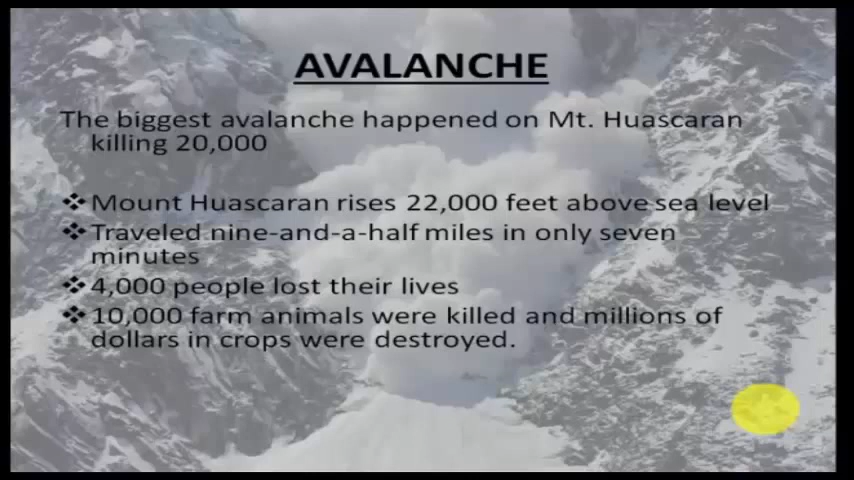 AVALANCHE
The biggest avalanche happened on Mt. Huascaran
killing 20,000
❖ Mount Huascaran rises 22,000 feet above sea level
❖ Traveled nine-and-a-half miles in only seven
minutes
❖ 4,000 people lost their lives
❖ 10,000 farm animals were killed and millions of
dollars in crops were destroyed.